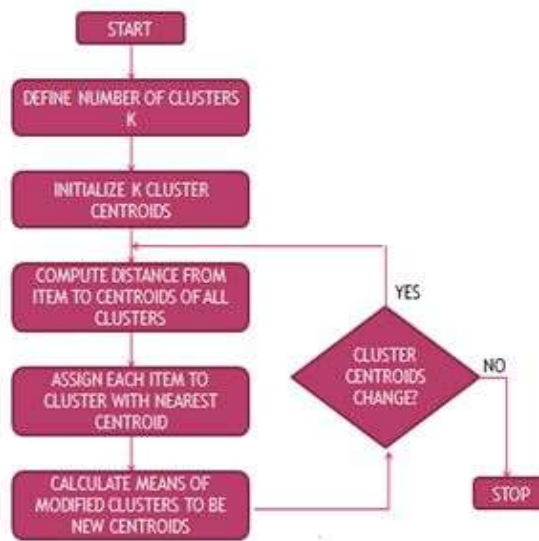 START
DEFINE NUMBER OF CLUSTERS
K
INITIALIZE K CLUSTER
CENTROIDS
COMPUTE DISTANCE FROM
ITEM TO CENTROIDS OF ALL
CLUSTERS
ASSIGN EACH ITEM TO
CLUSTER WITH NEAREST
CENTROID
CALCULATE MEANS OF
MODIFIED CLUSTERS TO BE
NEW CENTROIDS
YES
CLUSTER
CENTROIDS
CHANGE?
NO
STOP